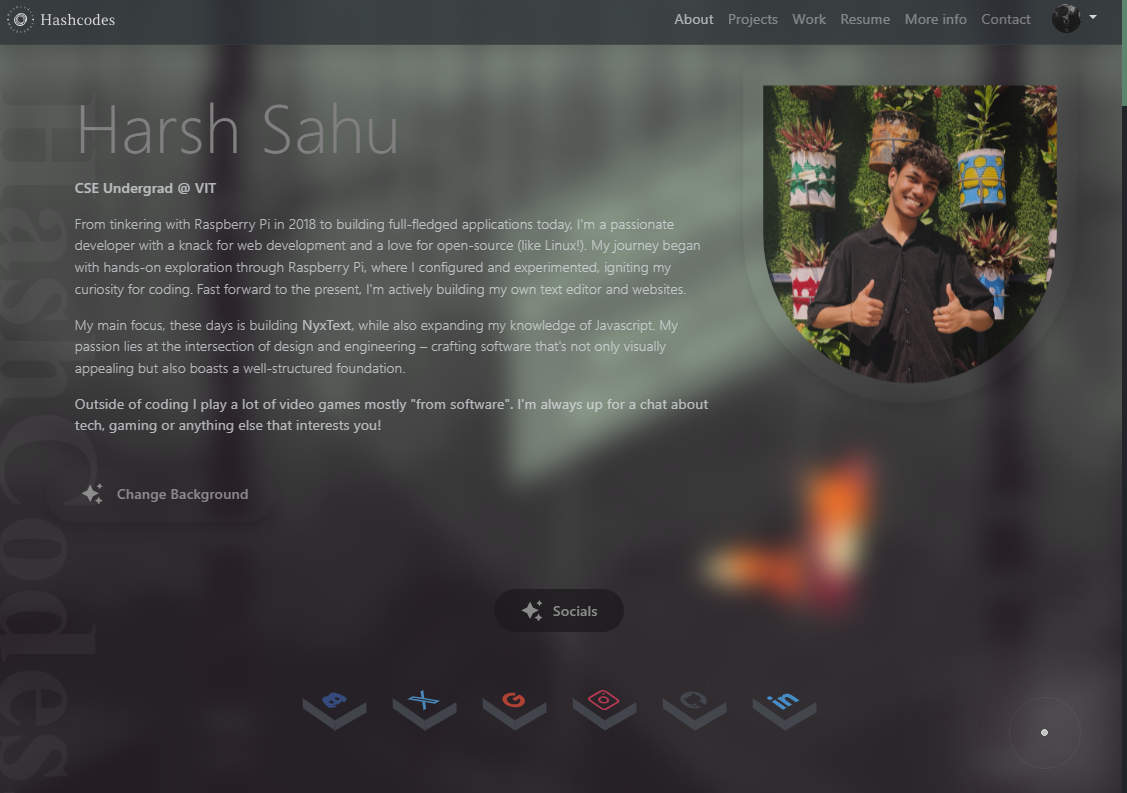 Hashcodes
About Projects Work Resume More info Contact
Harsh Sahu
CSE Undergrad @ VIT
From tinkering with Raspberry Pi in 2018 to building full-fledged applications today, I'm a passionate
developer with a knack for web development and a love for open-source (like Linux!). My journey began
with hands-on exploration through Raspberry Pi, where I configured and experimented, igniting my
curiosity for coding. Fast forward to the present, I'm actively building my own text editor and websites.
My main focus, these days is building NyxText, while also expanding my knowledge of Javascript. My
passion lies at the intersection of design and engineering – crafting software that's not only visually
appealing but also boasts a well-structured foundation.
Outside of coding I play a lot of video games mostly "from software". I'm always up for a chat about
tech, gaming or anything else that interests you!
Change Background
Socials
HashCodes